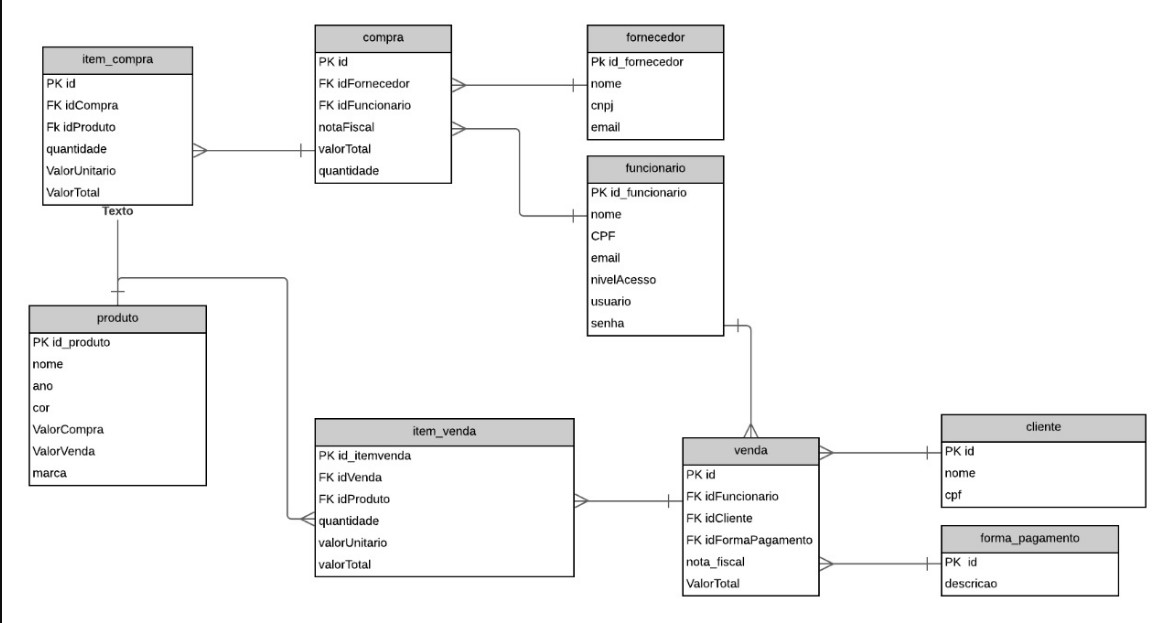 item_compra
PK id
FK idCompra
Fk idProduto
quantidade
ValorUnitario
ValorTotal
Texto
compra
PK id
FK idFornecedor
FK idFuncionario
notaFiscal
valorTotal
quantidade
fornecedor
Pk id_fornecedor
nome
cnpj
email
funcionario
PK id_funcionario
nome
CPF
email
nivelAcesso
usuario
senha
produto
PK id_produto
nome
ano
cor
ValorCompra
ValorVenda
marca
item_venda
PK id_itemvenda
FK idVenda
FK idProduto
quantidade
valorUnitario
valorTotal
venda
PK id
FK idFuncionario
FK idCliente
FK idFormaPagamento
nota_fiscal
ValorTotal
cliente
PK id
nome
cpf
forma_pagamento
PK id
descricao